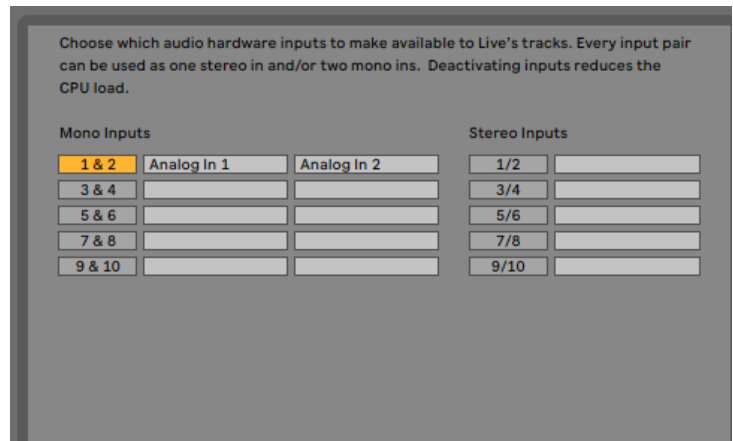 Choose which audio hardware inputs to make available to Live's tracks. Every input pair
can be used as one stereo in and/or two mono ins.  Deactivating inputs reduces the
CPU load.
Mono Inputs
Stereo Inputs
1 & 2 Analog In 1 Analog In 2 1/2
3 & 4 3/4
5 & 6 5/6
7 & 8 7/8
9 & 10 9/10